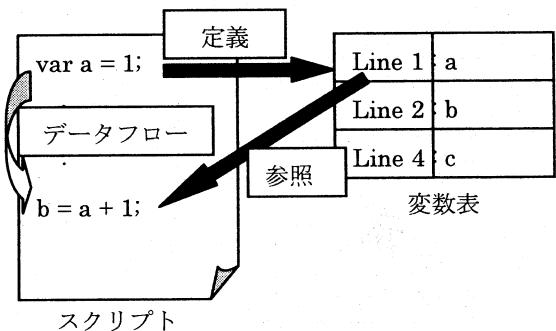 定義
var a = 1;
データフロー
b = a + 1;
参照
スクリプト
Line 1 : a
Line 2 : b
Line 4 : c
変数表